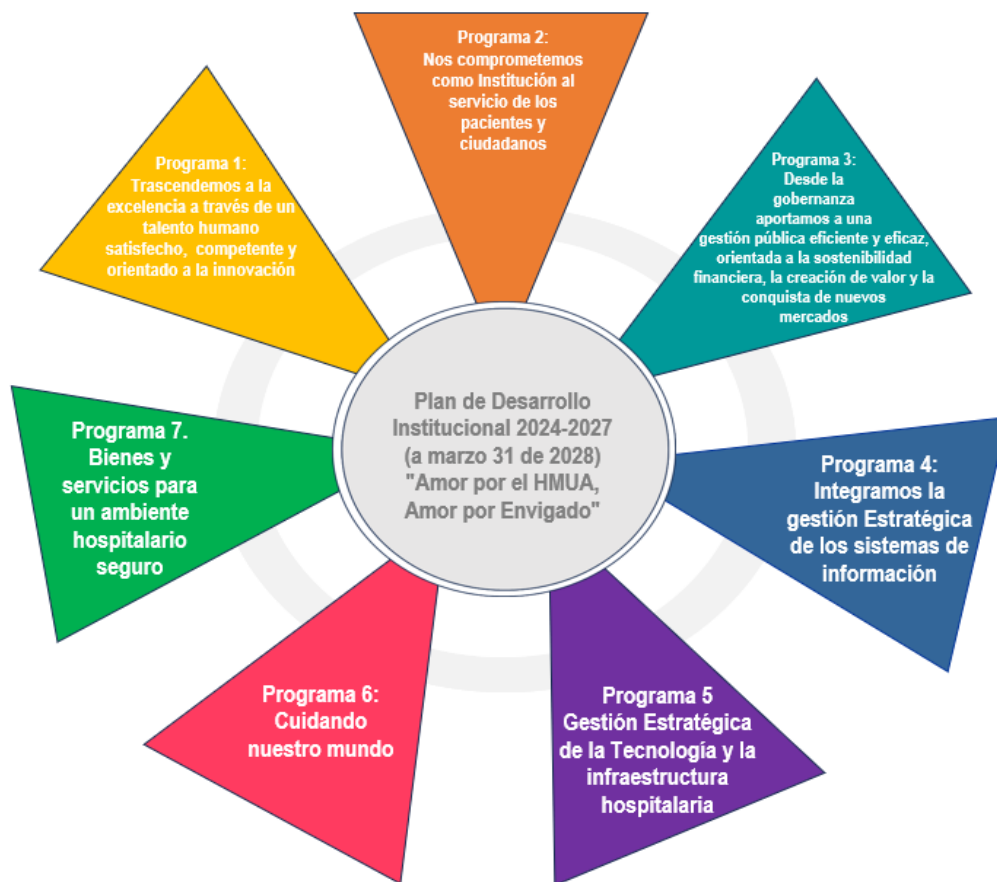 Programa 1:
Trascendemos a la
excelencia a través de un
talento humano
satisfecho, competente y
orientado a la innovación
Programa 2:
Nos comprometemos
como Institución al
servicio de los
pacientes y
ciudadanos
Programa 3:
Desde la
gobernanza
aportamos a una
gestión pública eficiente y eficaz,
orientada a la sostenibilidad
financiera, la creación de valor y la
conquista de nuevos
mercados
Programa 4:
Integramos la
gestión Estratégica
de los sistemas de
información
Programa 5
Gestión Estratégica
de la Tecnología y la
infraestructura
hospitalaria
Programa 6:
Cuidando
nuestro mundo
Programa 7.
Bienes y
servicios para
un ambiente
hospitalario
seguro
Plan de Desarrollo
Institucional 2024-2027
(a marzo 31 de 2028)
"Amor por el HMUA,
Amor por Envigado"